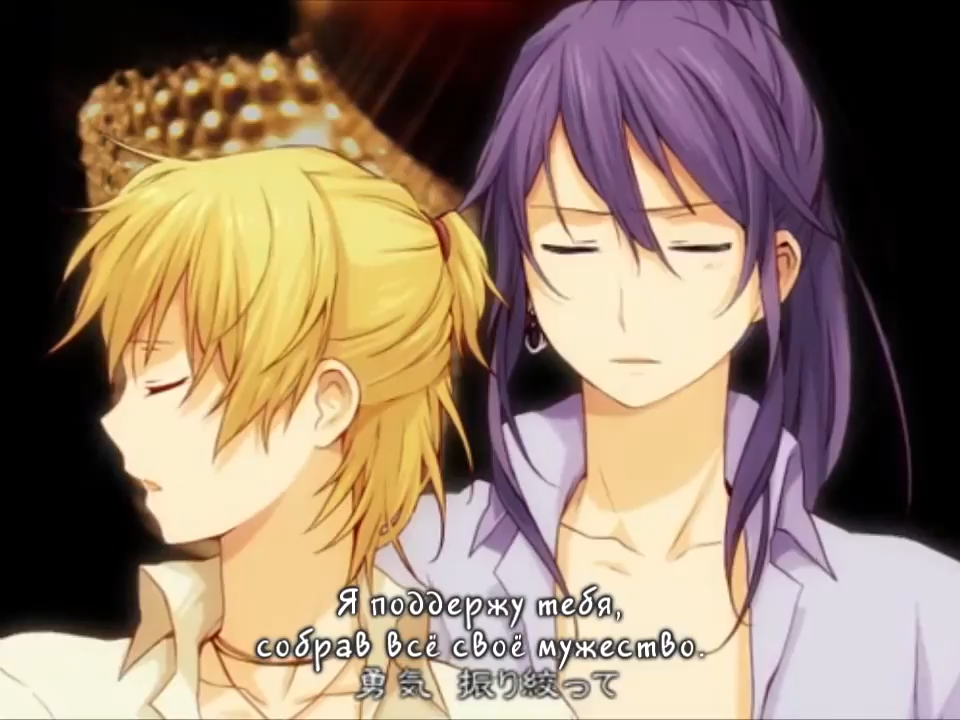 Я поддержу тебя,
собрав всё своё мужество.
勇気 振り絞って